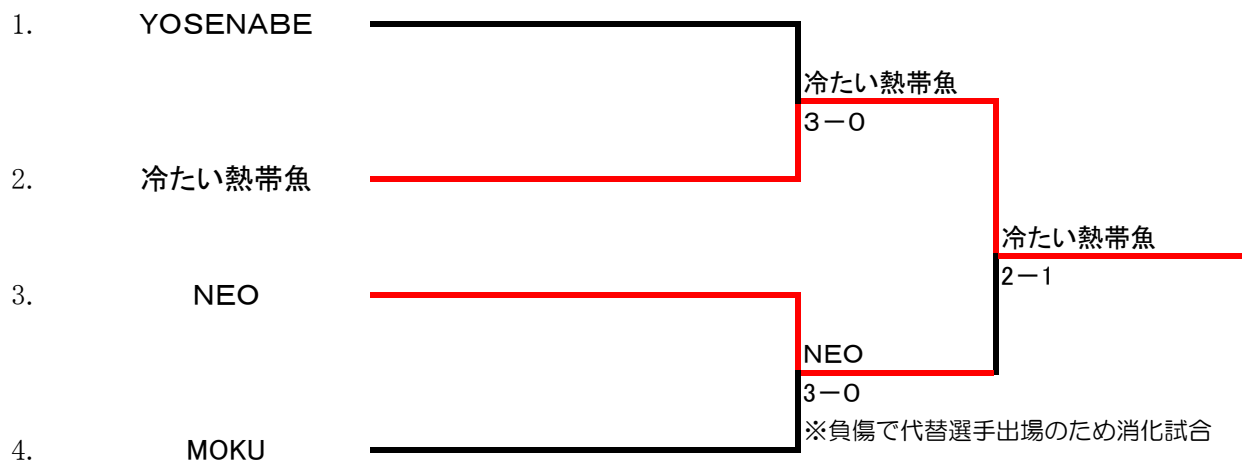 1. YOSENABE
冷たい熱帯魚
3－0
2. 冷たい熱帯魚
冷たい熱帯魚
2－1
3. NEO
NEO
3－0
※負傷で代替選手出場のため消化試合
4. MOKU